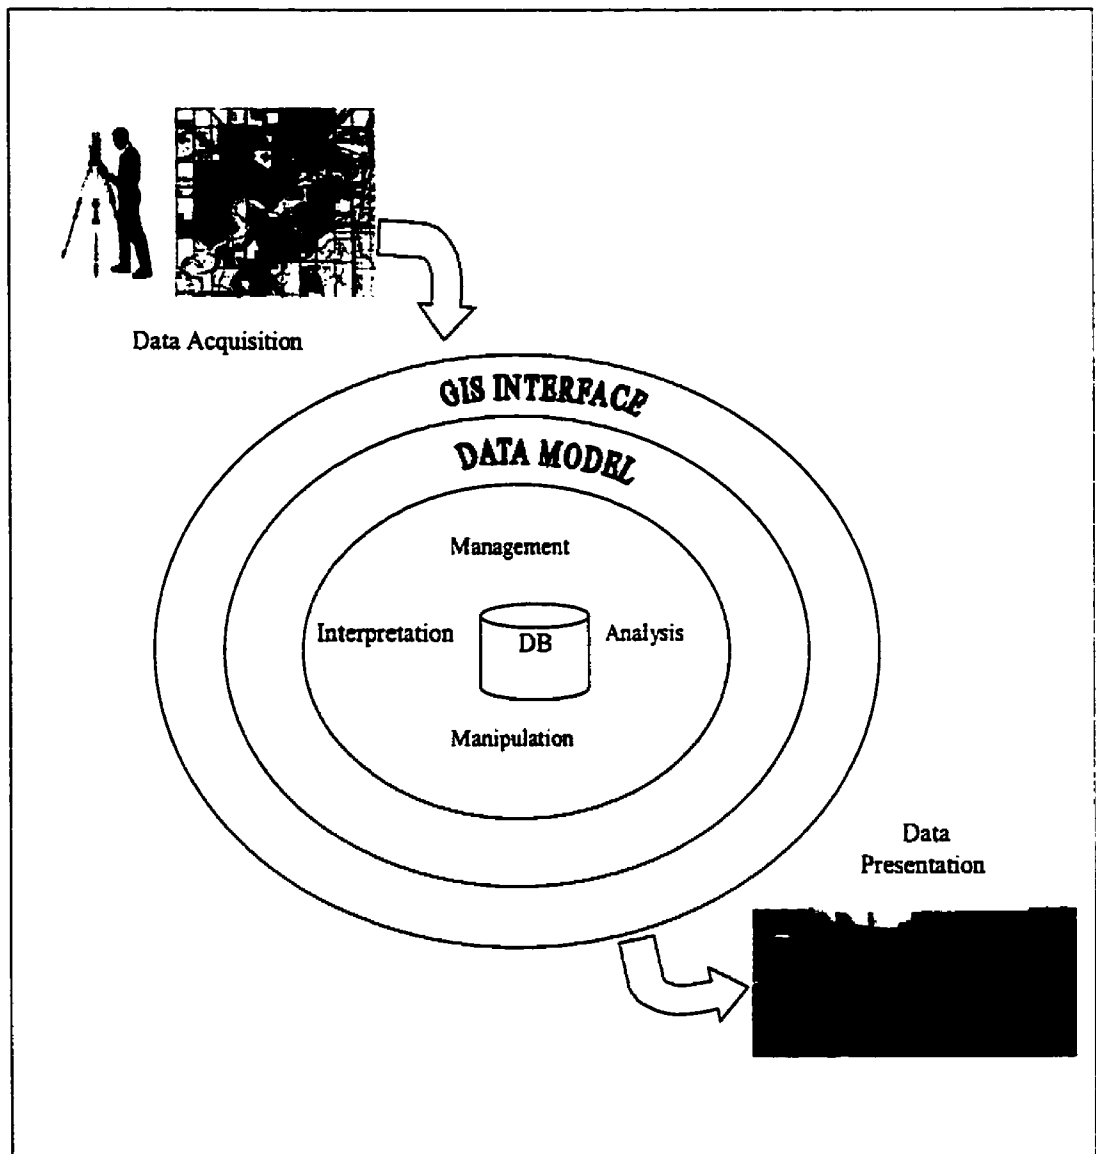 Data Acquisition
GIS INTERFACE
DATA MODEL
Management
Interpretation
DB
Analysis
Manipulation
Data
Presentation